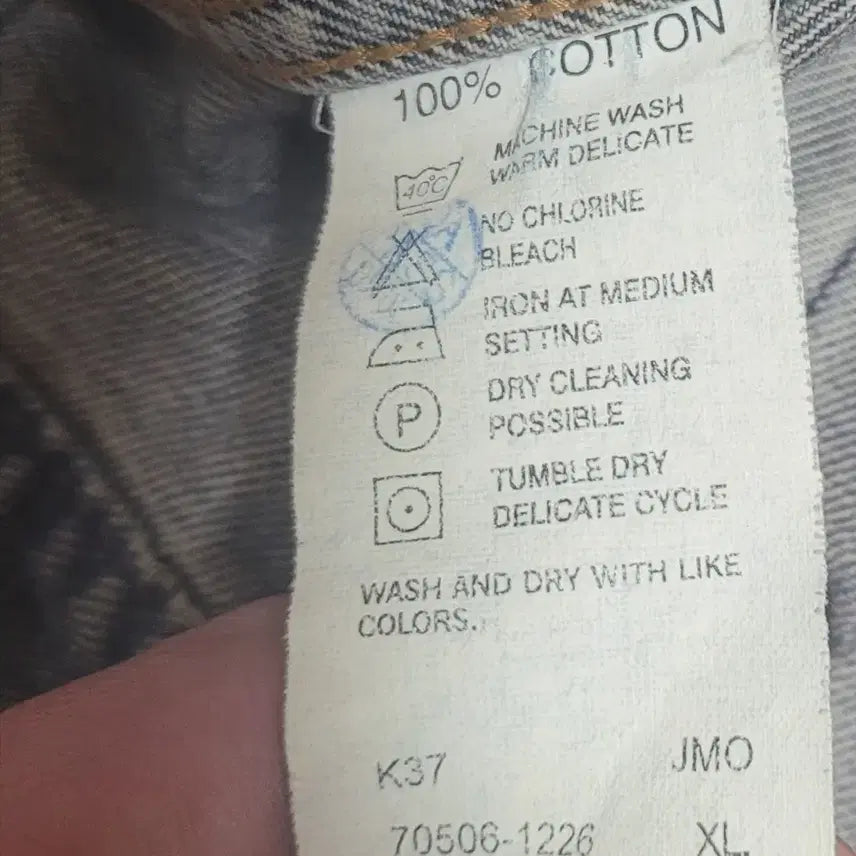 100% COTTON
40°C
MACHINE WASH
WARM DELICATE
NO CHLORINE
BLEACH
IRON AT MEDIUM
SETTING
P
DRY CLEANING
POSSIBLE
TUMBLE DRY
DELICATE CYCLE
WASH AND DRY WITH LIKE
COLORS.
K37 JMO
70506-1226 XL.